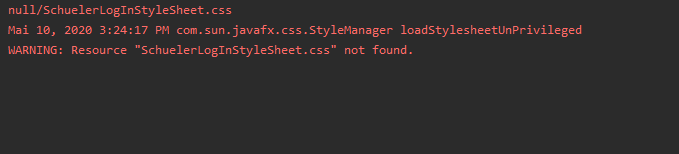 null/SchuelerLogInStyleSheet.css
Mai 10, 2020 3:24:17 PM com.sun.javafx.css.StyleManager loadStylesheetUnPrivileged
WARNING: Resource "SchuelerLogInStyleSheet.css" not found.